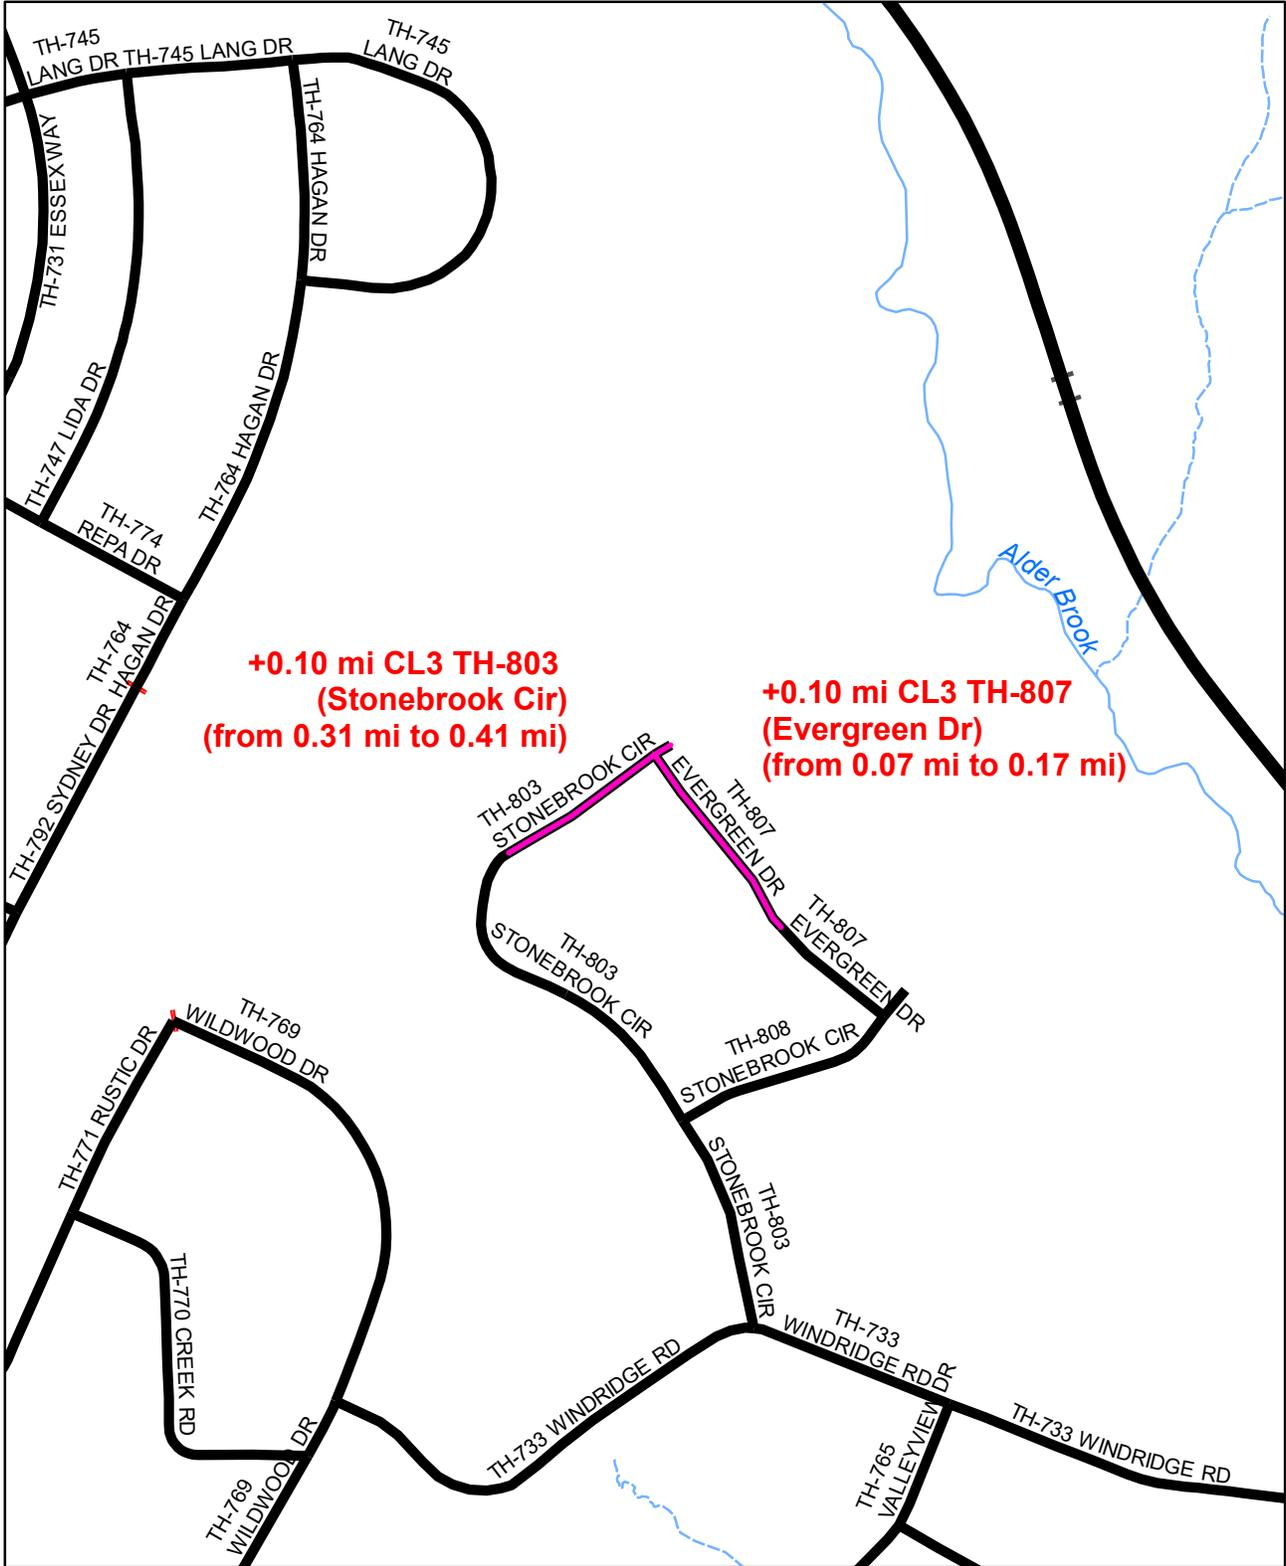 TH-745
LANG DR
TH-745 LANG DR
TH-745
LANG DR
TH-731 ESSEX WAY
TH-764 HAGAN DR
TH-747 LIDA DR
TH-764 HAGAN DR
TH-774
REPA DR
Alder Brook
TH-764
HAGAN DR
+0.10 mi CL3 TH-803
(Stonebrook Cir)
(from 0.31 mi to 0.41 mi)
+0.10 mi CL3 TH-807
(Evergreen Dr)
(from 0.07 mi to 0.17 mi)
TH-792 SYDNEY DR
TH-803
STONEBROOK CIR
TH-807
EVERGREEN DR
TH-807
EVERGREEN DR
TH-803
STONEBROOK CIR
TH-808
STONEBROOK CIR
TH-769
WILDWOOD DR
TH-771 RUSTIC DR
TH-803
STONEBROOK CIR
TH-770 CREEK RD
TH-733 WINDRIDGE RD
TH-733
WINDRIDGE RD
TH-765
VALLEYVIEW DR
TH-733 WINDRIDGE RD
TH-769
WILDWOOD DR